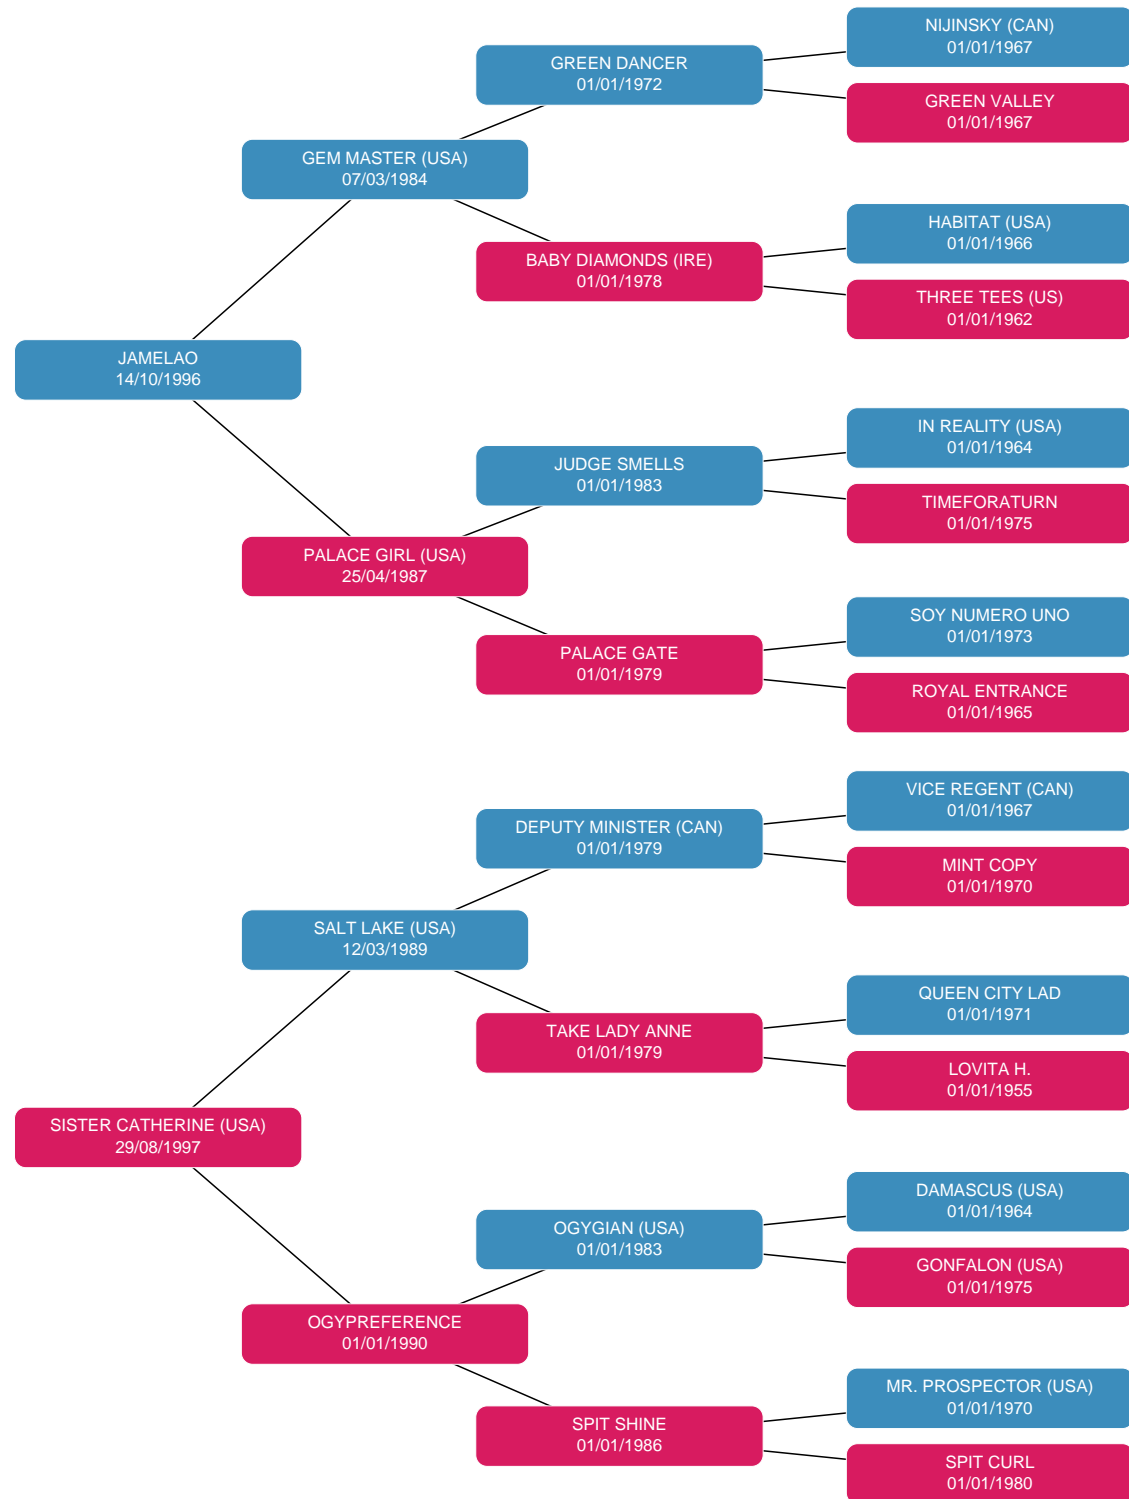 NIJINSKY (CAN)
01/01/1967
GREEN DANCER
01/01/1972
GREEN VALLEY
01/01/1967
GEM MASTER (USA)
07/03/1984
HABITAT (USA)
01/01/1966
BABY DIAMONDS (IRE)
01/01/1978
THREE TEES (US)
01/01/1962
JAMELAO
14/10/1996
IN REALITY (USA)
01/01/1964
JUDGE SMELLS
01/01/1983
TIMEFORATURN
01/01/1975
PALACE GIRL (USA)
25/04/1987
SOY NUMERO UNO
01/01/1973
PALACE GATE
01/01/1979
ROYAL ENTRANCE
01/01/1965
VICE REGENT (CAN)
01/01/1967
DEPUTY MINISTER (CAN)
01/01/1979
MINT COPY
01/01/1970
SALT LAKE (USA)
12/03/1989
QUEEN CITY LAD
01/01/1971
TAKE LADY ANNE
01/01/1979
LOVITA H.
01/01/1955
SISTER CATHERINE (USA)
29/08/1997
DAMASCUS (USA)
01/01/1964
OGYGIAN (USA)
01/01/1983
GONFALON (USA)
01/01/1975
OGYPREFERENCE
01/01/1990
MR. PROSPECTOR (USA)
01/01/1970
SPIT SHINE
01/01/1986
SPIT CURL
01/01/1980